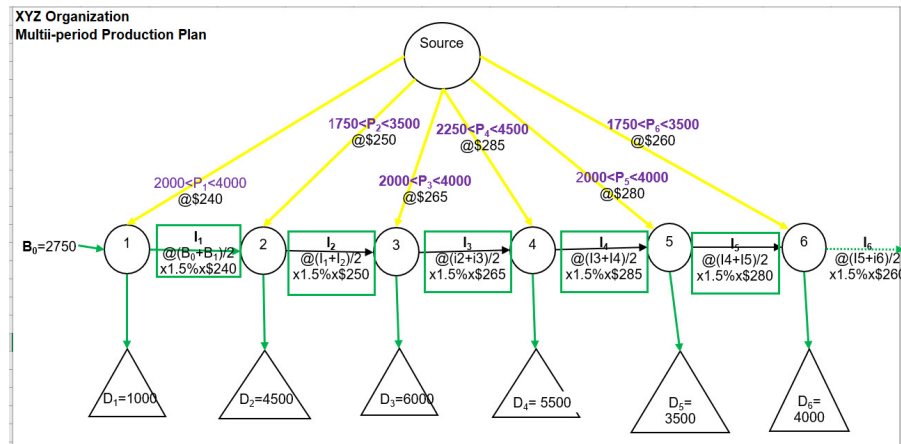 XYZ Organization
Multii-period Production Plan
Source
1750<P₂<3500
@$250
2250<P₄<4500
@$285
1750<P₆<3500
@$260
2000<P₁<4000
@$240
2000<P₃<4000
@$265
2000<P₅<4000
@$280
B₀=2750
1
I₁
@(B₀+B₁)/2
x1.5%x$240
2
I₂
@(I₁+I₂)/2
x1.5%x$250
3
I₃
@(i2+i3)/2
x1.5%x$265
4
I₄
@(I3+I4)/2
x1.5%x$285
5
I₅
@(I4+I5)/2
x1.5%x$280
6
I₆
@(I5+i6)/2
x1.5%x$260
D₁=1000
D₂=4500
D₃=6000
D₄= 5500
D₅=
3500
D₆=
4000